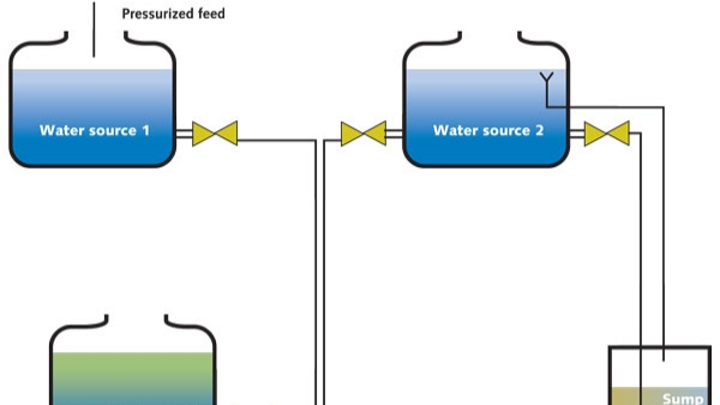 Pressurized feed
Water source 1
Water source 2
Sump